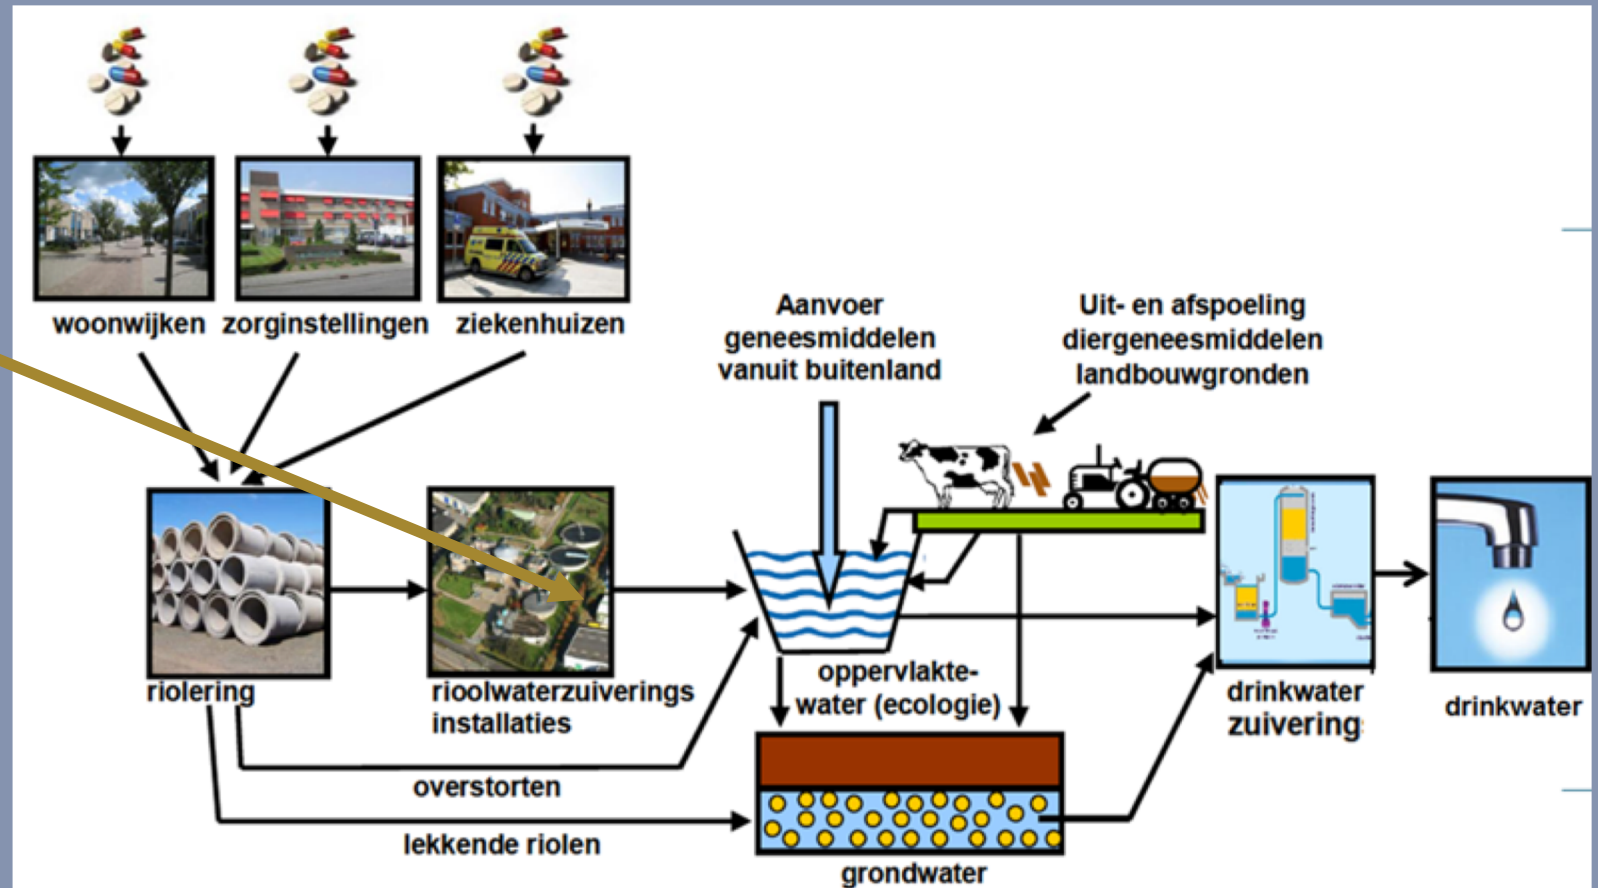 woonwijken
zorginstellingen
ziekenhuizen
Aanvoer
geneesmiddelen
vanuit buitenland
Uit- en afspoeling
diergeneesmiddelen
landbouwgronden
riolering
rioolwaterzuiverings
installaties
oppervlakte-
water (ecologie)
drinkwater
zuivering
drinkwater
overstorten
lekkende riolen
grondwater